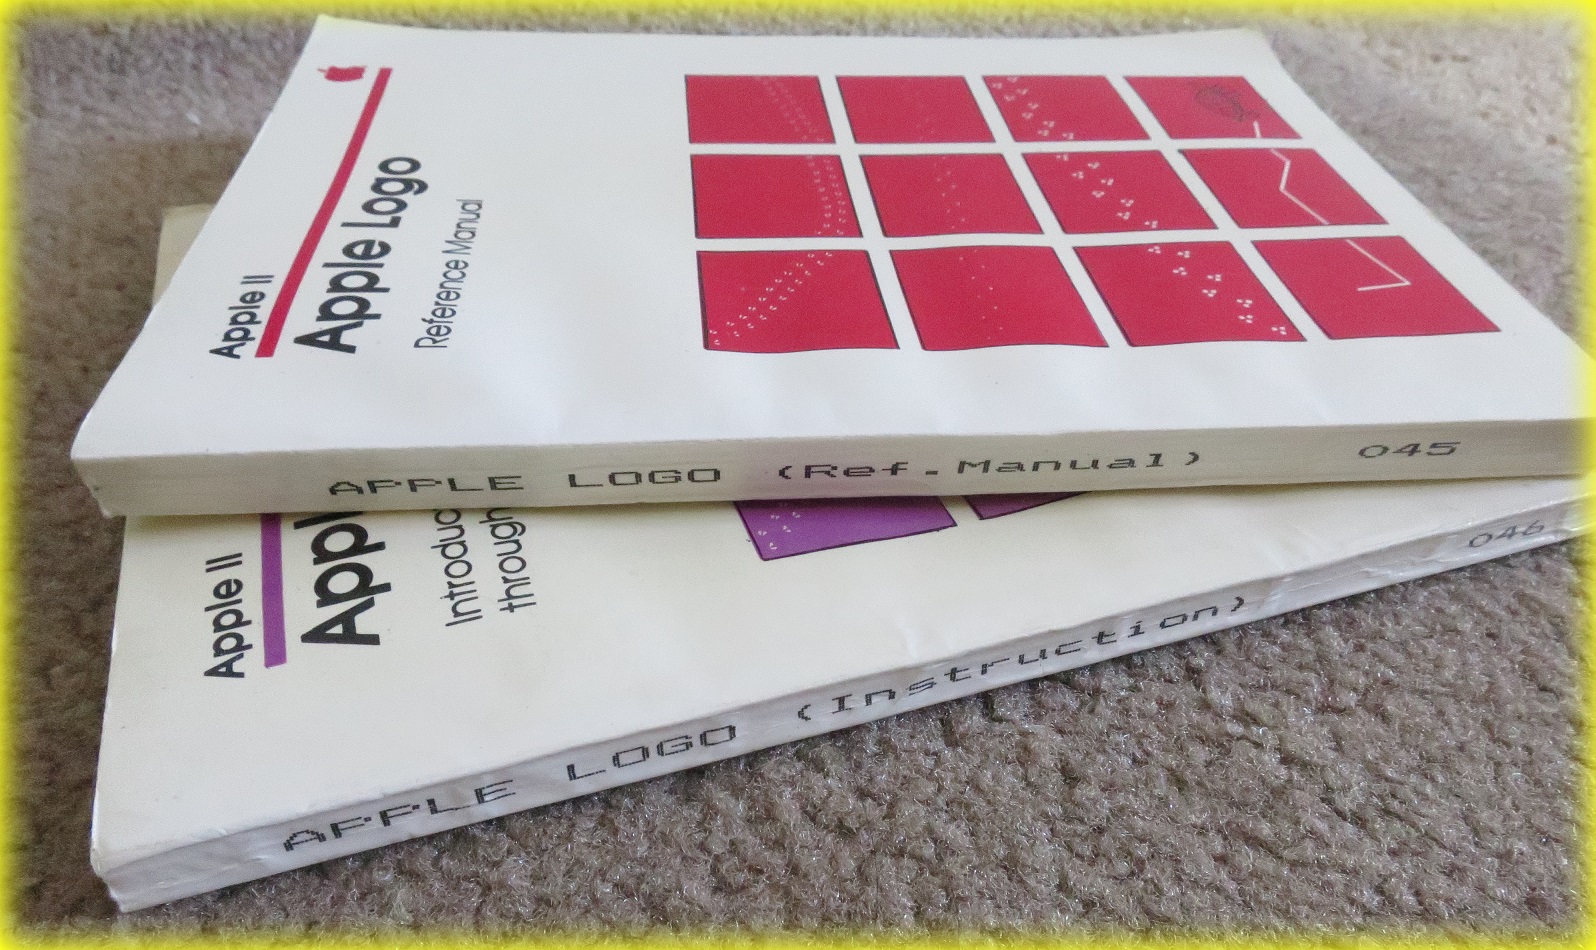 Apple II
Apple Logo
Reference Manual
APPLE LOGO (Ref.Manual) 045
Apple II
Appl
Introduc
through
APPLE LOGO (Instruction) 046